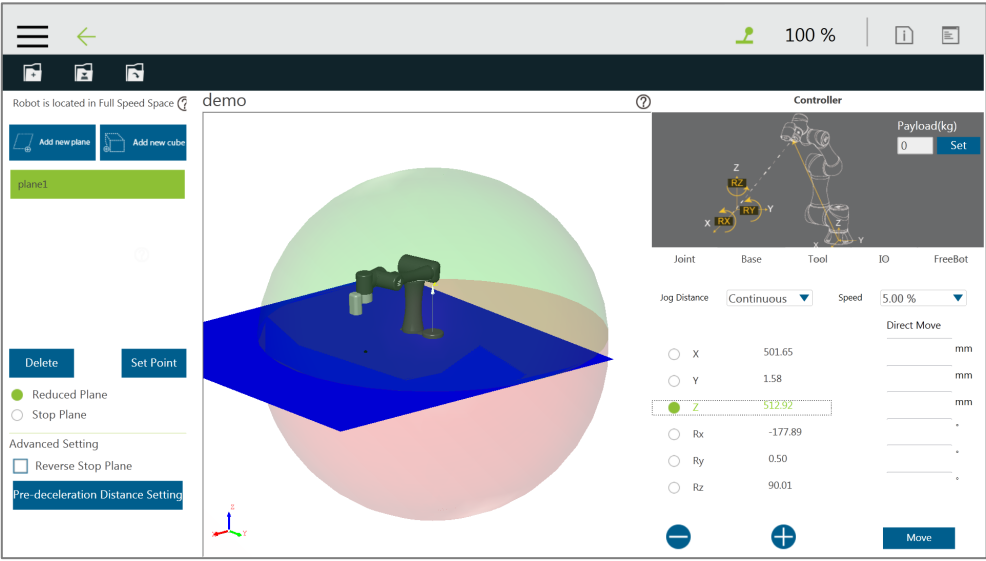 100 %
Robot is located in Full Speed Space
demo
Controller
Add new plane
Add new cube
Payload(kg)
0
Set
plane1
Z
RZ
RY
Y
X
RX
Z
X
Y
Joint
Base
Tool
IO
FreeBot
Jog Distance
Continuous
Speed
5.00 %
Direct Move
X
501.65
mm
Y
1.58
mm
Z
512.92
mm
Rx
-177.89
°
Ry
0.50
°
Rz
90.01
°
Delete
Set Point
Reduced Plane
Stop Plane
Advanced Setting
Reverse Stop Plane
Pre-deceleration Distance Setting
Z
X
Y
Move